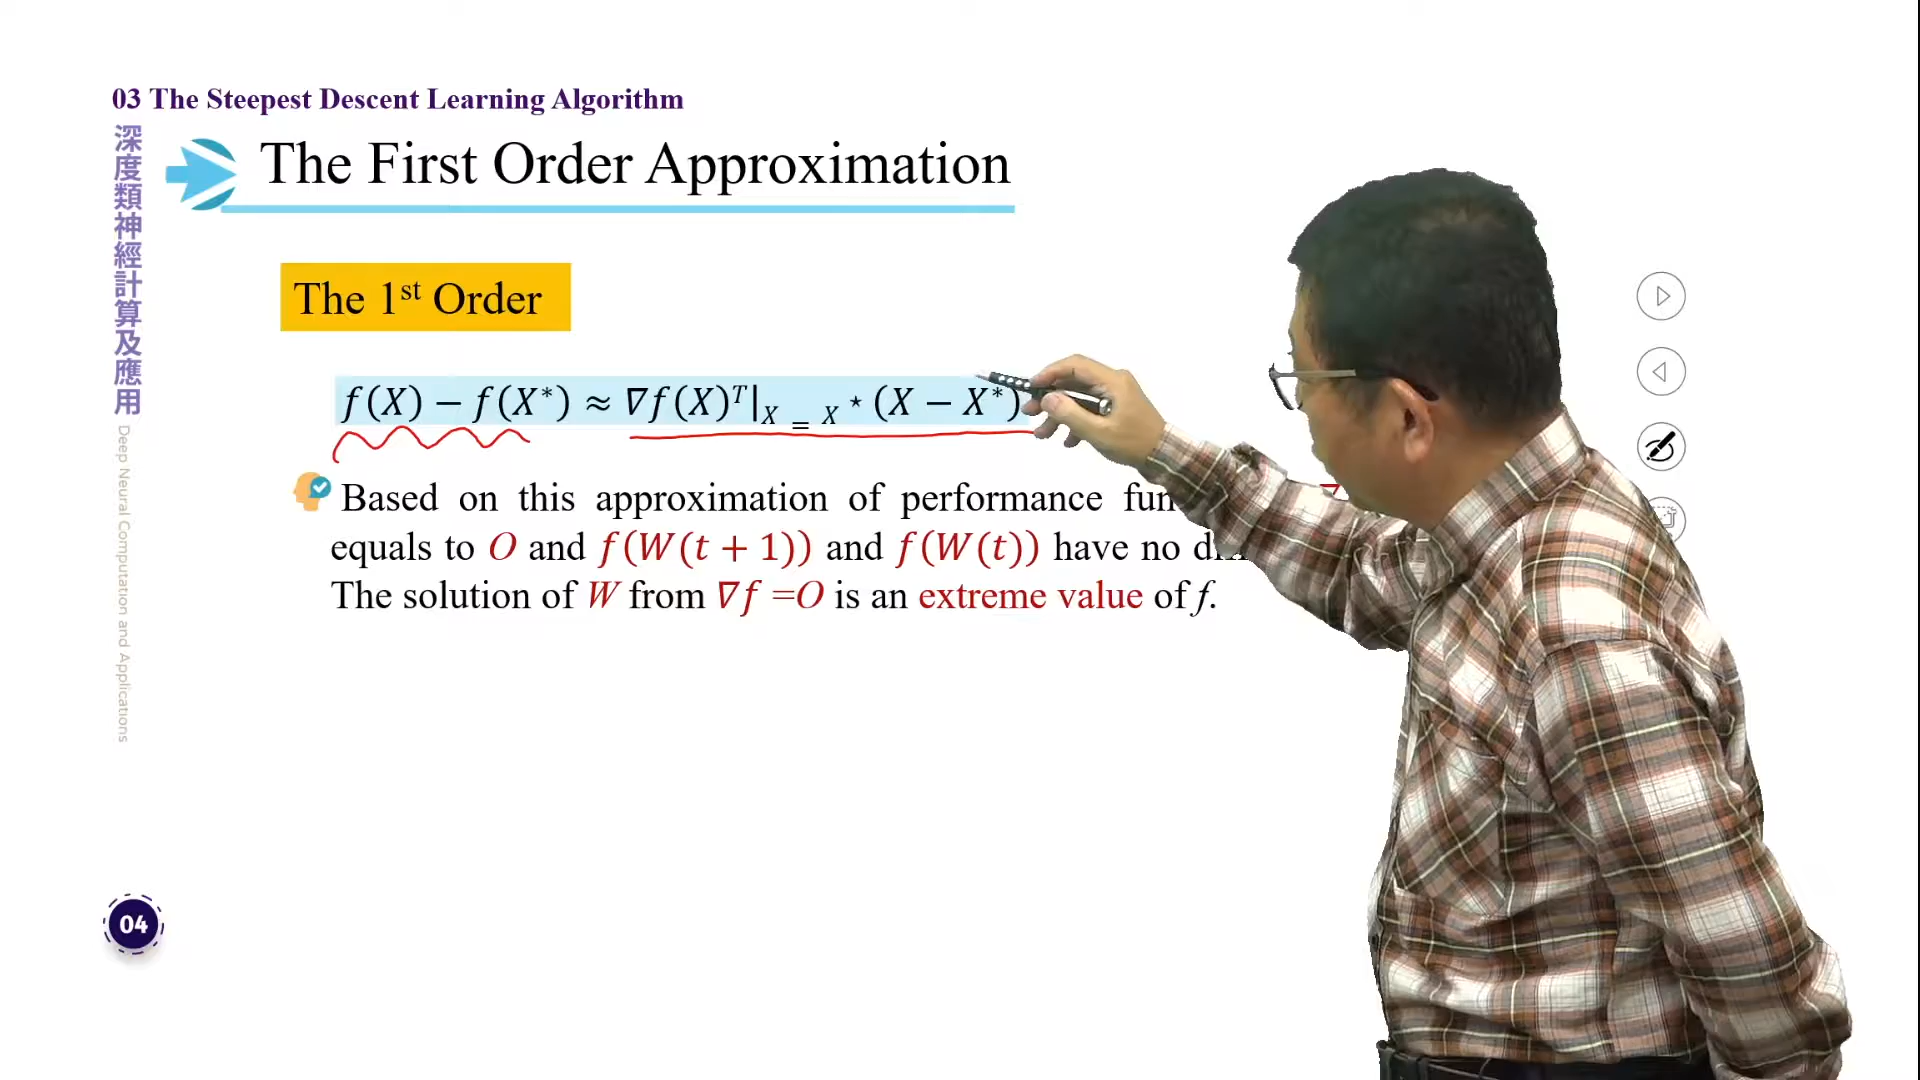 03 The Steepest Descent Learning Algorithm
深度類神經計算及應用
Deep Neural Computation and Applications
The First Order Approximation
The 1st Order
f(X) − f(X*) ≈ ∇f(X)ᵀ|X = X⋆(X − X*)
Based on this approximation of performance
equals to O and f(W(t + 1)) and f(W(t)) have no
The solution of W from ∇f =O is an extreme value of f.
04